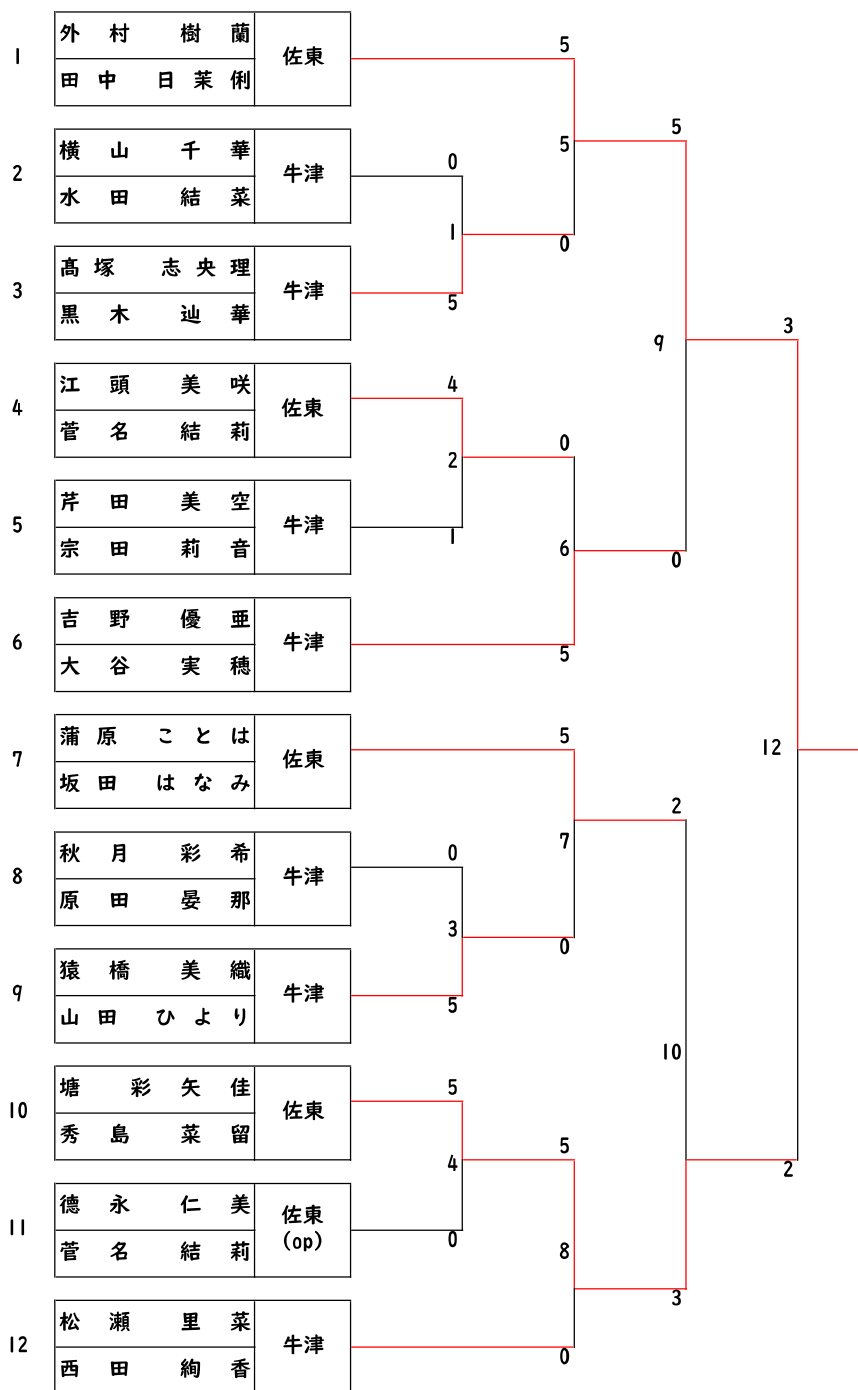 1 外村 樹蘭 佐東
田中 日茉俐
2 横山 千華 牛津
水田 結菜
3 髙塚 志央理 牛津
黒木 辿華
4 江頭 美咲 佐東
菅名 結莉
5 芹田 美空 牛津
宗田 莉音
6 吉野 優亜 牛津
大谷 実穂
7 蒲原 ことは 佐東
坂田 はなみ
8 秋月 彩希 牛津
原田 晏那
9 猿橋 美織 牛津
山田 ひより
10 塘 彩矢佳 佐東
秀島 菜留
11 德永 仁美 佐東
(op)
菅名 結莉
12 松瀬 里菜 牛津
西田 絢香
0
1
5
4
2
1
0
3
5
5
4
0
5
5
0
0
6
5
5
7
0
5
8
0
5
9
0
2
10
3
3
12
2